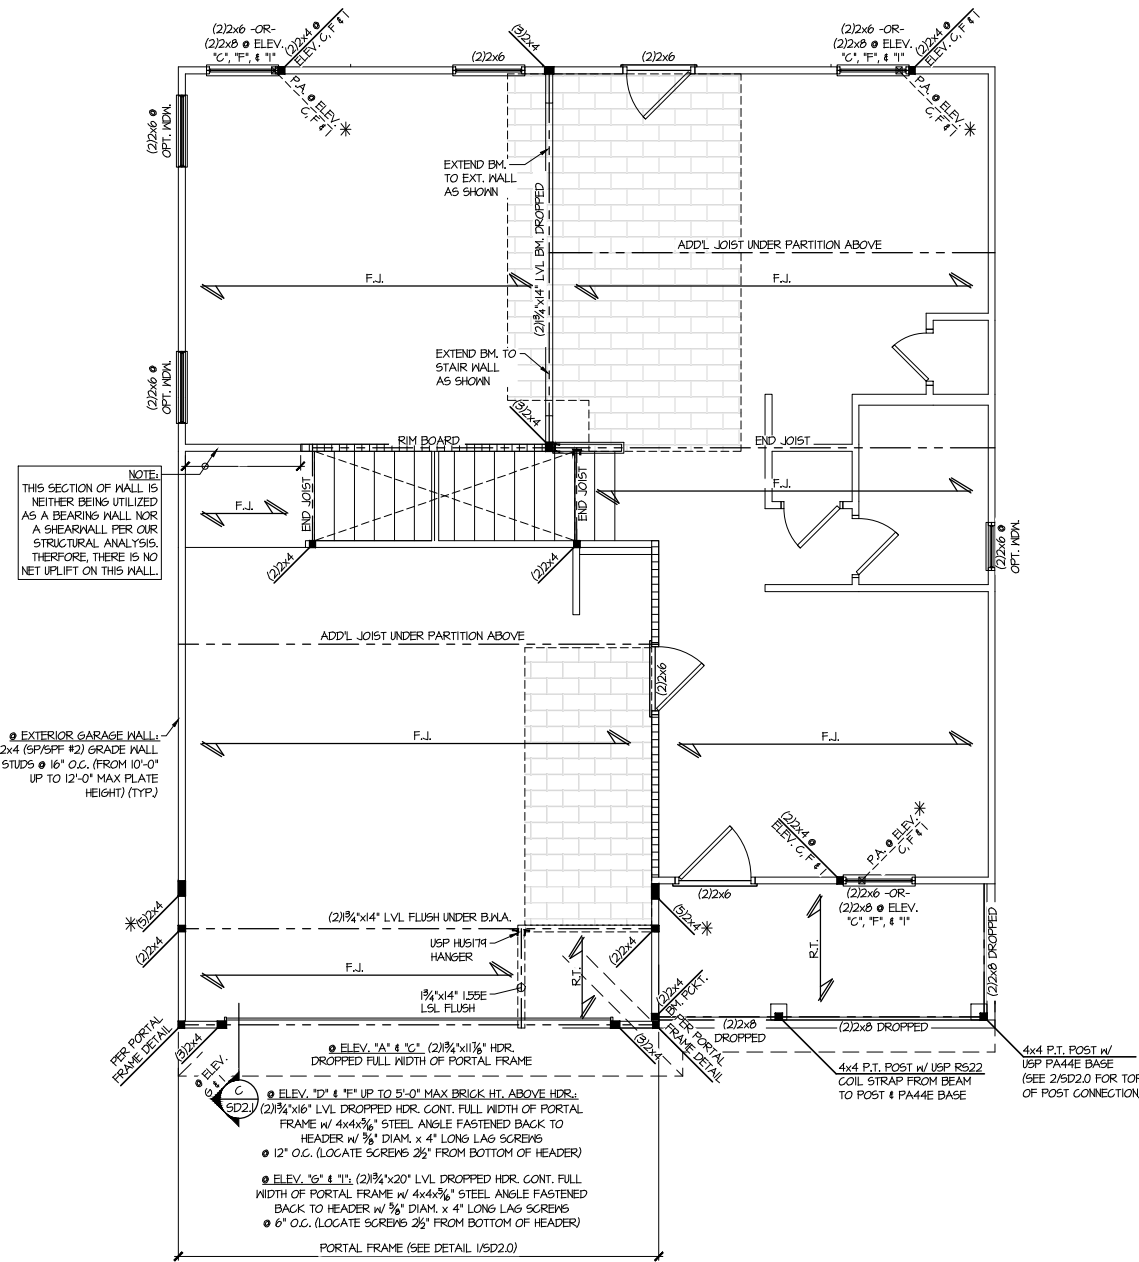 (2)2x6 -OR-
(2)2x8 @ ELEV.
"C", "F", & "I"
(2)2x4 @
ELEV. C, F & I
P.A. @ ELEV.
C, F & I *
(2)2x6
(3)2x4
(2)2x6
(2)2x6 -OR-
(2)2x8 @ ELEV.
"C", "F", & "I"
(2)2x4 @
ELEV. C, F & I
P.A. @ ELEV.
C, F & I *
(2)2x6 @
OPT. WDW.
EXTEND BM.
TO EXT. WALL
AS SHOWN
(2)1¾"x14" LVL BM. DROPPED
ADD'L JOIST UNDER PARTITION ABOVE
F.J.
F.J.
EXTEND BM. TO
STAIR WALL
AS SHOWN
(2)2x6 @
OPT. WDW.
(3)2x4
RIM BOARD
END JOIST
NOTE:
THIS SECTION OF WALL IS
NEITHER BEING UTILIZED
AS A BEARING WALL NOR
A SHEARWALL PER OUR
STRUCTURAL ANALYSIS.
THERFORE, THERE IS NO
NET UPLIFT ON THIS WALL.
F.J.
END JOIST
END JOIST
F.J.
(2)2x6 @
OPT. WDW.
(2)2x4
(2)2x4
ADD'L JOIST UNDER PARTITION ABOVE
(2)2x6
@ EXTERIOR GARAGE WALL:
2x4 (SP/SPF #2) GRADE WALL
STUDS @ 16" O.C. (FROM 10'-0"
UP TO 12'-0" MAX PLATE
HEIGHT) (TYP.)
F.J.
F.J.
(2)2x4 @
ELEV. C, F & I
P.A. @ ELEV. *
C, F & I
(2)2x6
(2)2x6 -OR-
(2)2x8 @ ELEV.
"C", "F", & "I"
*(5)2x4
(2)2x4
(2)1¾"x14" LVL FLUSH UNDER B.W.A.
USP HUS179
HANGER
(5)2x4*
(2)2x4
F.J.
R.T.
R.T.
1¾"x14" 1.55E
LSL FLUSH
(2)2x4
BM. PCKT.
(2)2x8 DROPPED
PER PORTAL
FRAME DETAIL
(3)2x4
(3)2x4
PER PORTAL
FRAME DETAIL
(2)2x8
DROPPED
(2)2x8 DROPPED
@ ELEV. "A" & "C" (2)1¾"x11⅞" HDR.
DROPPED FULL WIDTH OF PORTAL FRAME
4x4 P.T. POST W/ USP RS22
COIL STRAP FROM BEAM
TO POST & PA44E BASE
4x4 P.T. POST W/
USP PA44E BASE
(SEE 2/SD2.0 FOR TOP
OF POST CONNECTION
@ ELEV.
C
SD2.1
@ ELEV. "D" & "F" UP TO 5'-0" MAX BRICK HT. ABOVE HDR.:
(2)1¾"x16" LVL DROPPED HDR. CONT. FULL WIDTH OF PORTAL
FRAME W/ 4x4x5/16" STEEL ANGLE FASTENED BACK TO
HEADER W/ ⅝" DIAM. x 4" LONG LAG SCREWS
@ 12" O.C. (LOCATE SCREWS 2½" FROM BOTTOM OF HEADER)
@ ELEV. "G" & "I": (2)1¾"x20" LVL DROPPED HDR. CONT. FULL
WIDTH OF PORTAL FRAME W/ 4x4x5/16" STEEL ANGLE FASTENED
BACK TO HEADER W/ ⅝" DIAM. x 4" LONG LAG SCREWS
@ 6" O.C. (LOCATE SCREWS 2½" FROM BOTTOM OF HEADER)
PORTAL FRAME (SEE DETAIL 1/SD2.0)